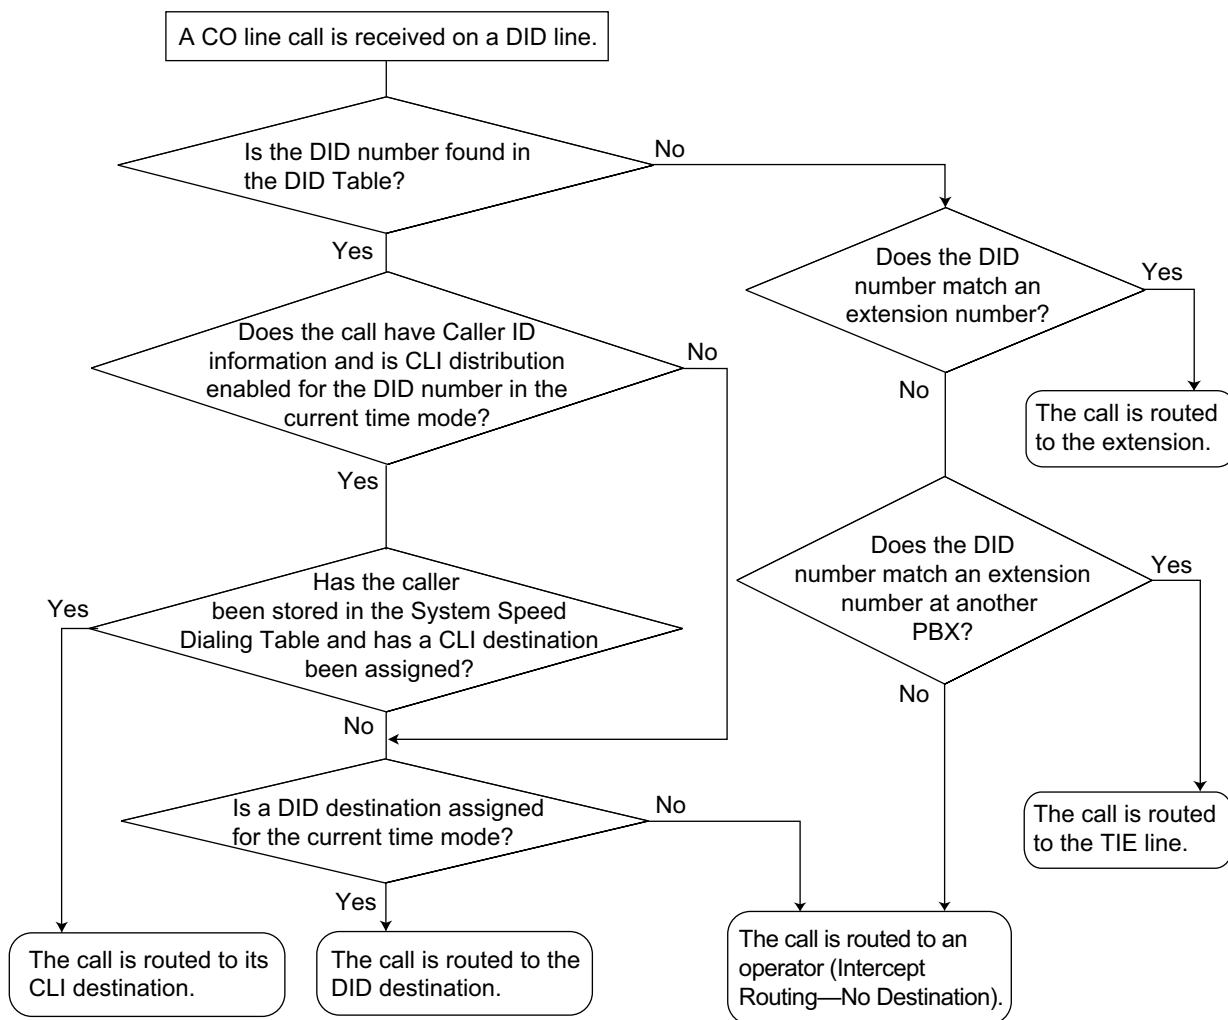 A CO line call is received on a DID line.
Is the DID number found in
the DID Table?
No
Yes
Does the DID
number match an
extension number?
Yes
No
The call is routed
to the extension.
Does the call have Caller ID
information and is CLI distribution
enabled for the DID number in the
current time mode?
No
Yes
Does the DID
number match an extension
number at another
PBX?
Yes
No
The call is routed
to the TIE line.
Has the caller
been stored in the System Speed
Dialing Table and has a CLI destination
been assigned?
Yes
No
Is a DID destination assigned
for the current time mode?
No
Yes
The call is routed to its
CLI destination.
The call is routed to the
DID destination.
The call is routed to an
operator (Intercept
Routing—No Destination).